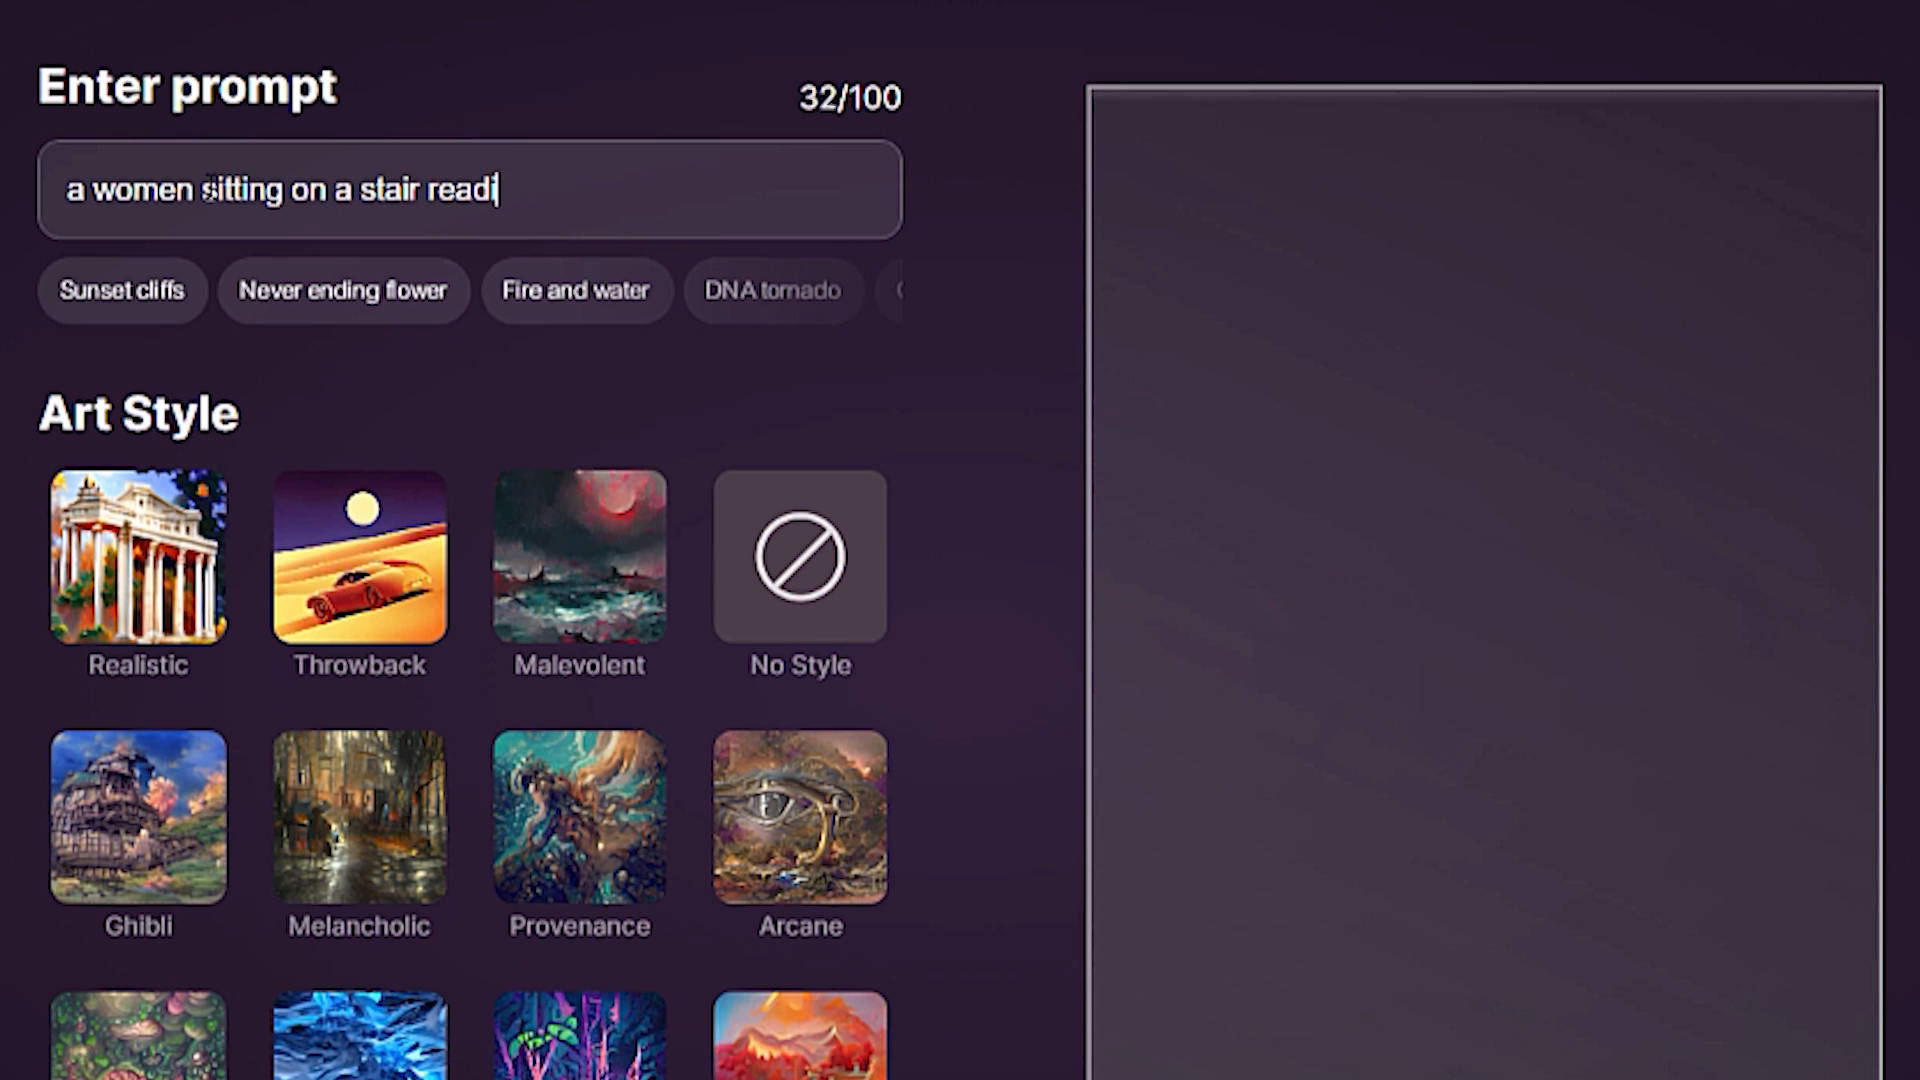 Enter prompt
32/100
a women sitting on a stair readi
Sunset cliffs Never ending flower Fire and water DNA tornado
Art Style
Realistic Throwback Malevolent No Style
Ghibli Melancholic Provenance Arcane